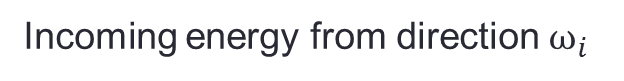 Incoming energy from direction ω𝑖